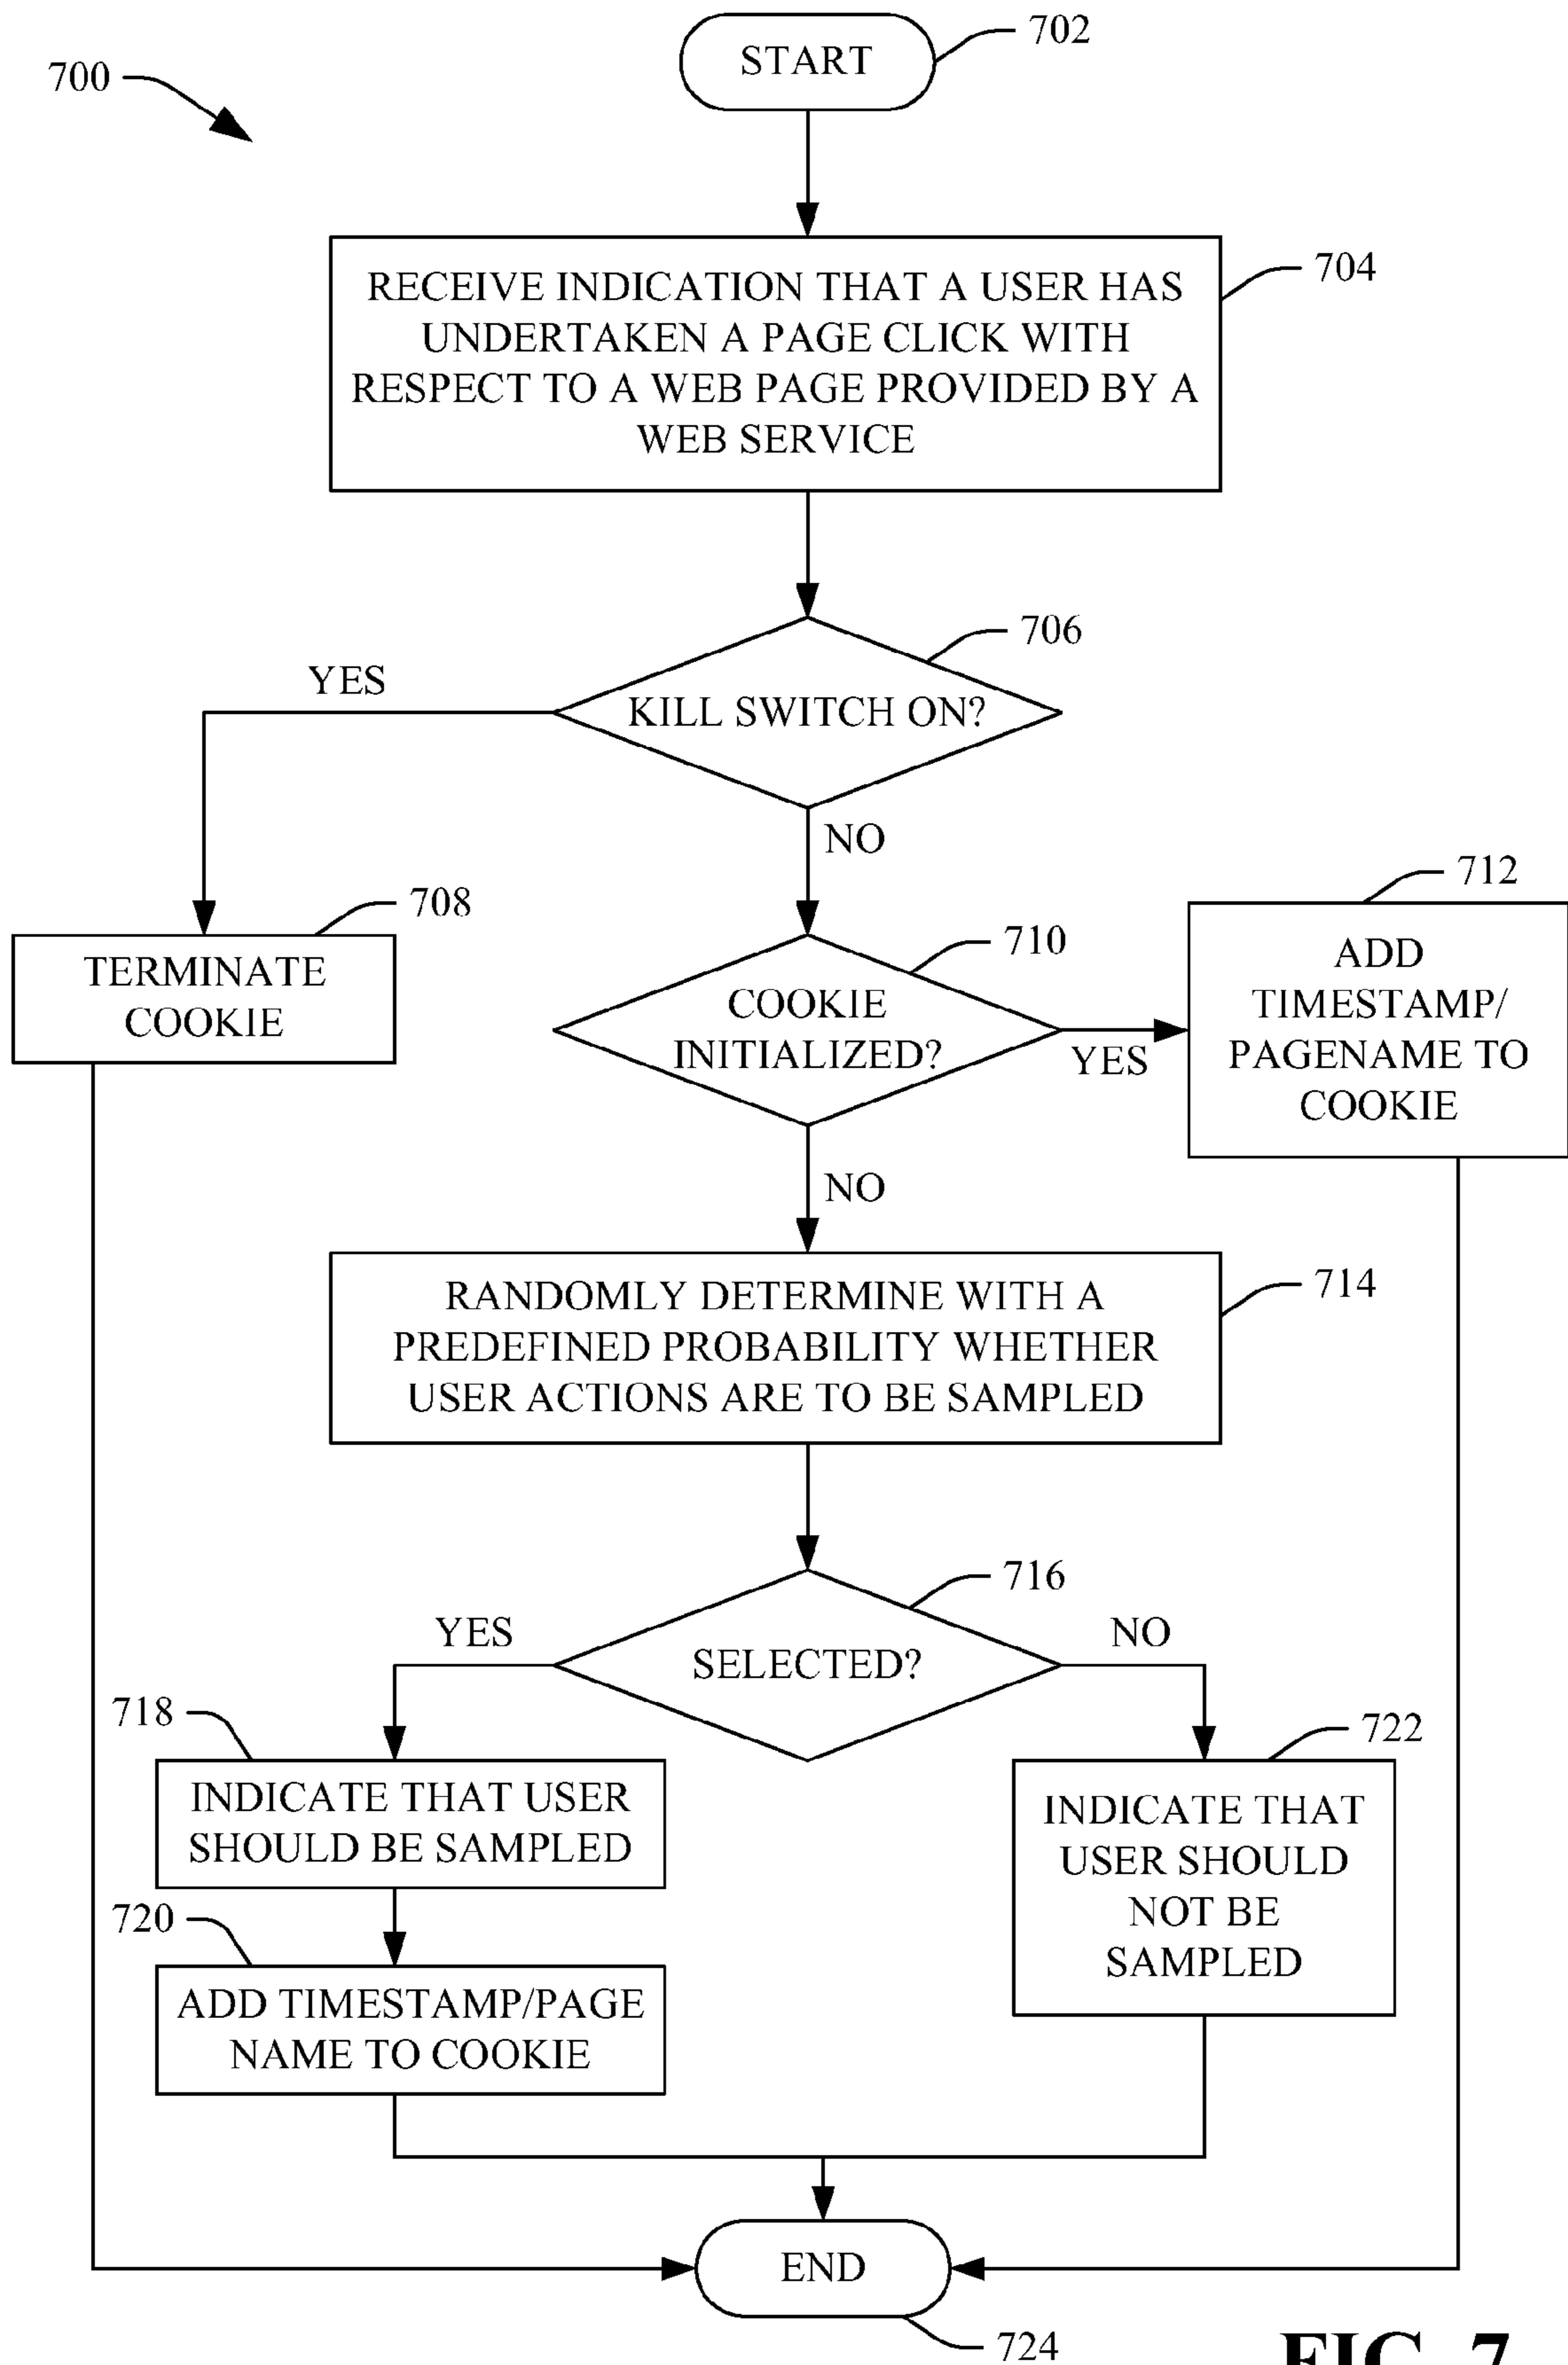 702
START
700
704
RECEIVE INDICATION THAT A USER HAS
UNDERTAKEN A PAGE CLICK WITH
RESPECT TO A WEB PAGE PROVIDED BY A
WEB SERVICE
706
YES
KILL SWITCH ON?
NO
708
TERMINATE
COOKIE
710
COOKIE
INITIALIZED?
YES
712
ADD
TIMESTAMP/
PAGENAME TO
COOKIE
NO
714
RANDOMLY DETERMINE WITH A
PREDEFINED PROBABILITY WHETHER
USER ACTIONS ARE TO BE SAMPLED
716
YES
SELECTED?
NO
718
INDICATE THAT USER
SHOULD BE SAMPLED
722
INDICATE THAT
USER SHOULD
NOT BE
SAMPLED
720
ADD TIMESTAMP/PAGE
NAME TO COOKIE
END
724
FIG. 7